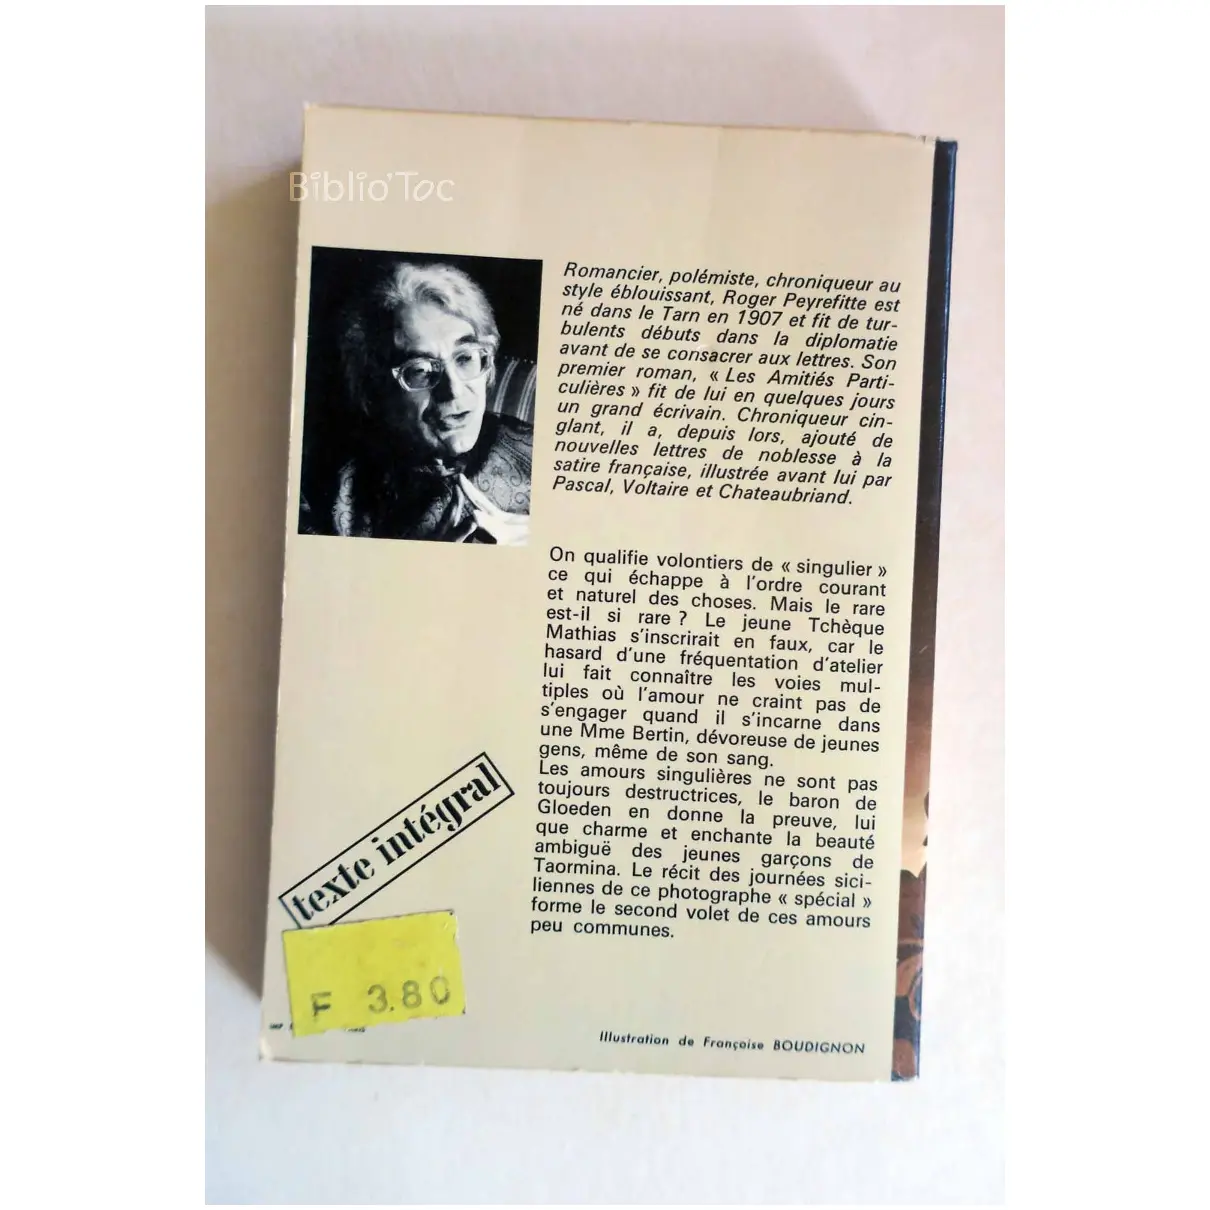 Biblio'Toc
Romancier, polémiste, chroniqueur au
style éblouissant, Roger Peyrefitte est
né dans le Tarn en 1907 et fit de tur-
bulents débuts dans la diplomatie
avant de se consacrer aux lettres. Son
premier roman, « Les Amitiés Parti-
culières » fit de lui en quelques jours
un grand écrivain. Chroniqueur cin-
glant, il a, depuis lors, ajouté de
nouvelles lettres de noblesse à la
satire française, illustrée avant lui par
Pascal, Voltaire et Chateaubriand.
On qualifie volontiers de « singulier »
ce qui échappe à l'ordre courant
et naturel des choses. Mais le rare
est-il si rare ? Le jeune Tchèque
Mathias s'inscrirait en faux, car le
hasard d'une fréquentation d'atelier
lui fait connaître les voies mul-
tiples où l'amour ne craint pas de
s'engager quand il s'incarne dans
une Mme Bertin, dévoreuse de jeunes
gens, même de son sang.
Les amours singulières ne sont pas
toujours destructrices, le baron de
Gloeden en donne la preuve, lui
que charme et enchante la beauté
ambiguë des jeunes garçons de
Taormina. Le récit des journées sici-
liennes de ce photographe « spécial »
forme le second volet de ces amours
peu communes.
texte intégral
F 3.80
Illustration de Françoise BOUDIGNON